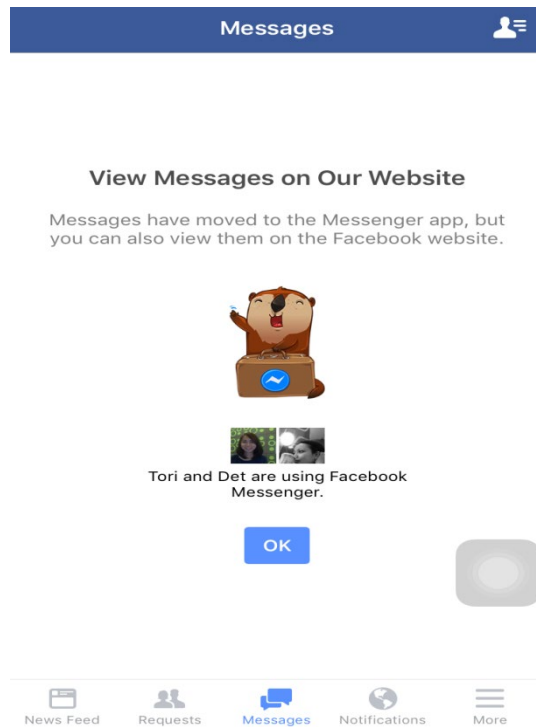 Messages
View Messages on Our Website
Messages have moved to the Messenger app, but
you can also view them on the Facebook website.
Tori and Det are using Facebook
Messenger.
OK
News Feed Requests Messages Notifications More